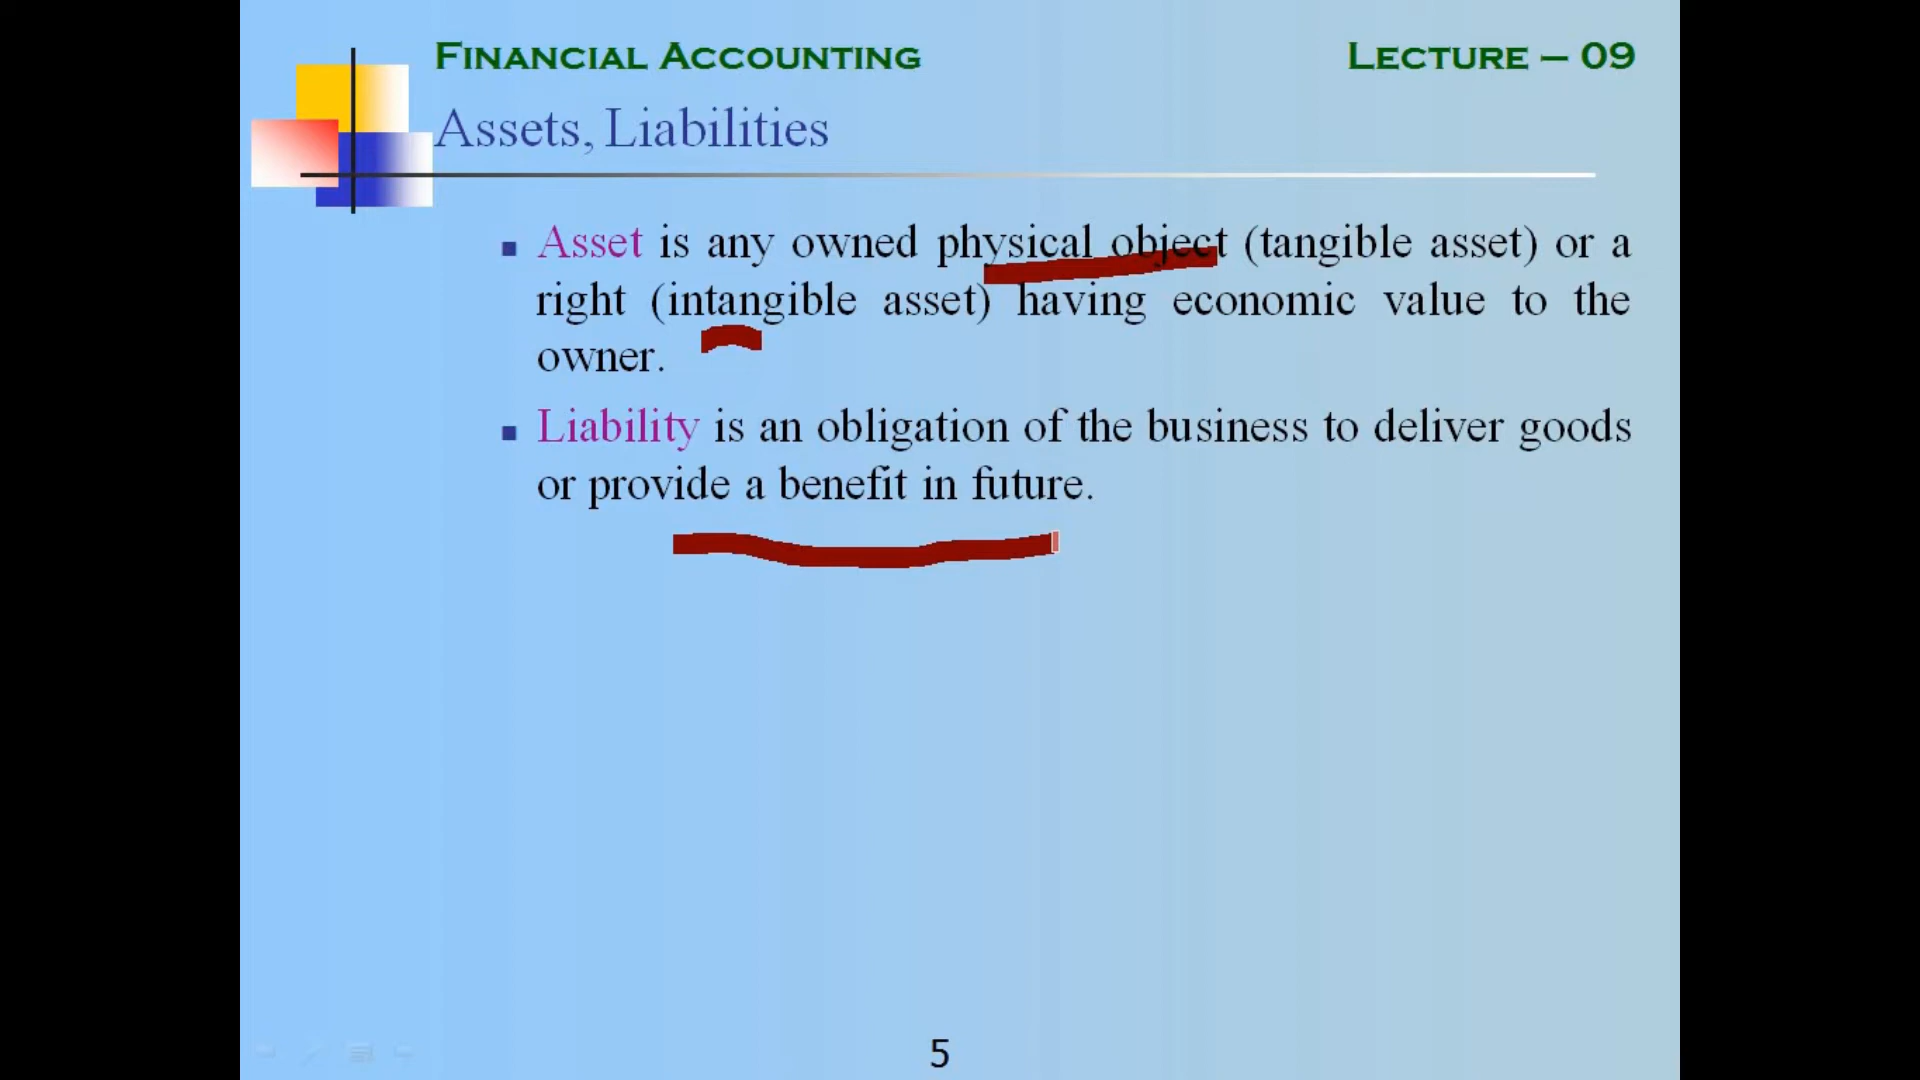 FINANCIAL ACCOUNTING
LECTURE – 09
Assets, Liabilities
Asset is any owned physical object (tangible asset) or a
right (intangible asset) having economic value to the
owner.
Liability is an obligation of the business to deliver goods
or provide a benefit in future.
5